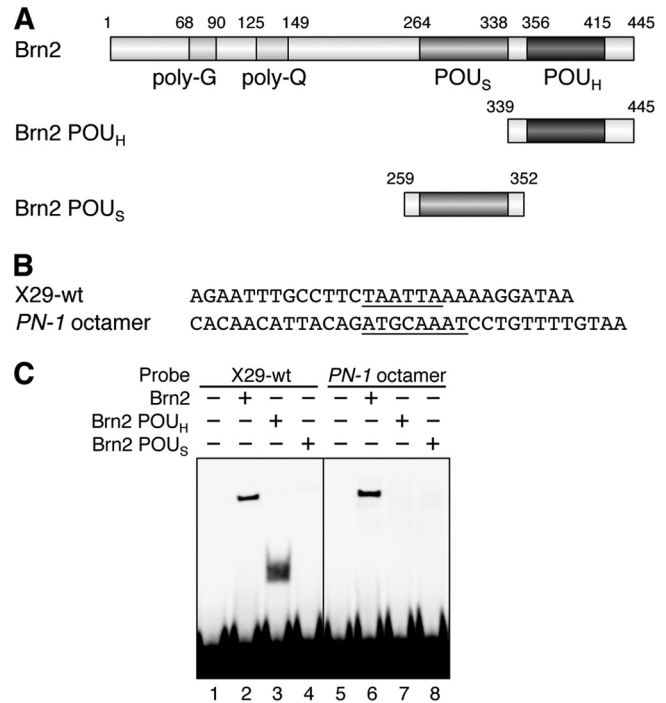 A
1 68 90 125 149 264 338 356 415 445
Brn2
poly-G poly-Q POUS POUH
339 445
Brn2 POUH
259 352
Brn2 POUS
B
X29-wt AGAATTTGCCTTCTAATTAAAAAGGATAA
PN-1 octamer CACAACATTACAGATGCAAATCCTGTTTTGTAA
C
Probe X29-wt PN-1 octamer
Brn2 – + – – – + – –
Brn2 POUH – – + – – – + –
Brn2 POUS – – – + – – – +
1 2 3 4 5 6 7 8